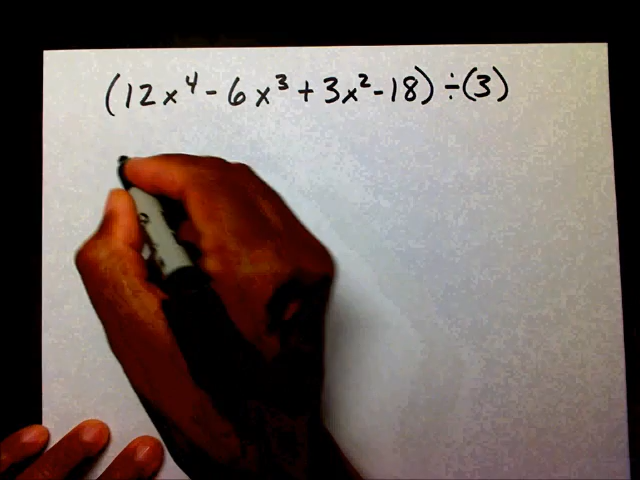 (12x⁴ - 6x³ + 3x² - 18) ÷ (3)